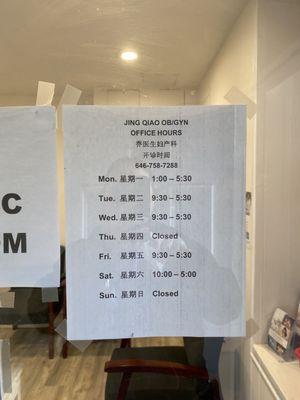 JING QIAO OB/GYN
OFFICE HOURS
乔医生妇产科
开诊时间
646-758-7288
Mon. 星期一 1:00 – 5:30
Tue. 星期二 9:30 – 5:30
Wed. 星期三 9:30 – 5:30
Thu. 星期四 Closed
Fri. 星期五 9:30 – 5:30
Sat. 星期六 10:00 – 5:00
Sun. 星期日 Closed
C
OM